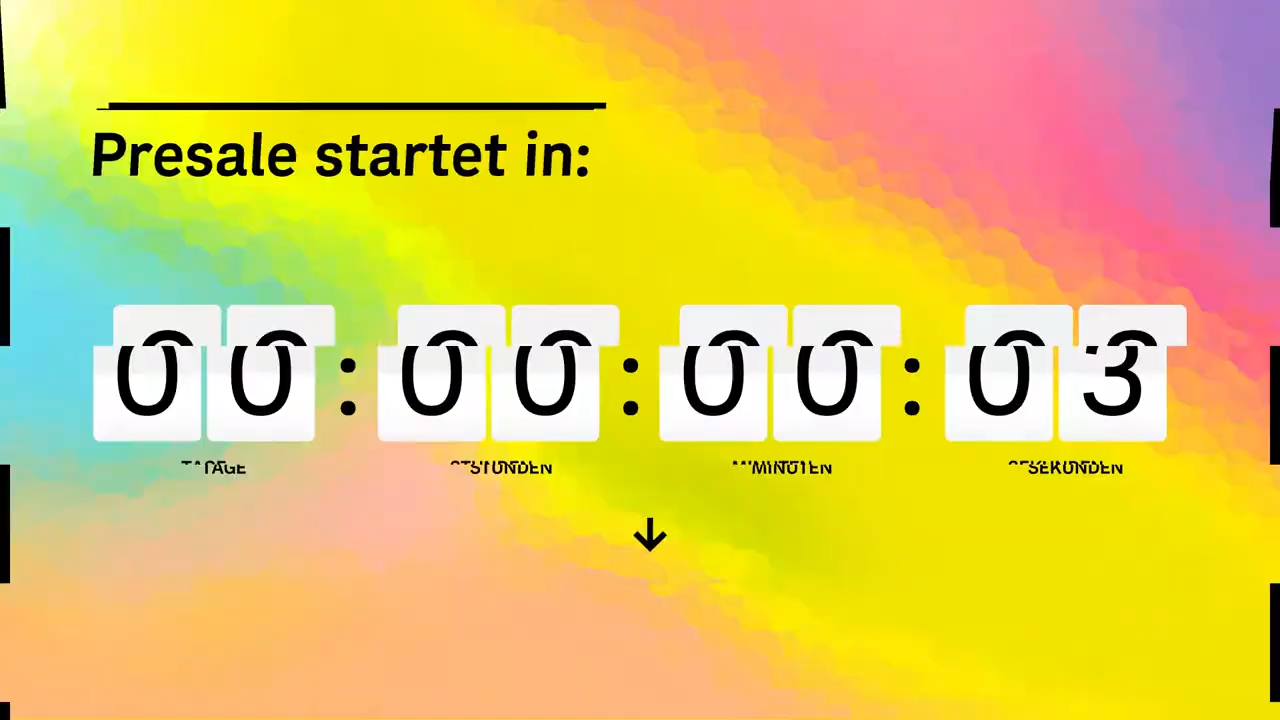 Presale startet in:
00 : 00 : 00 : 03
TAGE STUNDEN MINUTEN SEKUNDEN